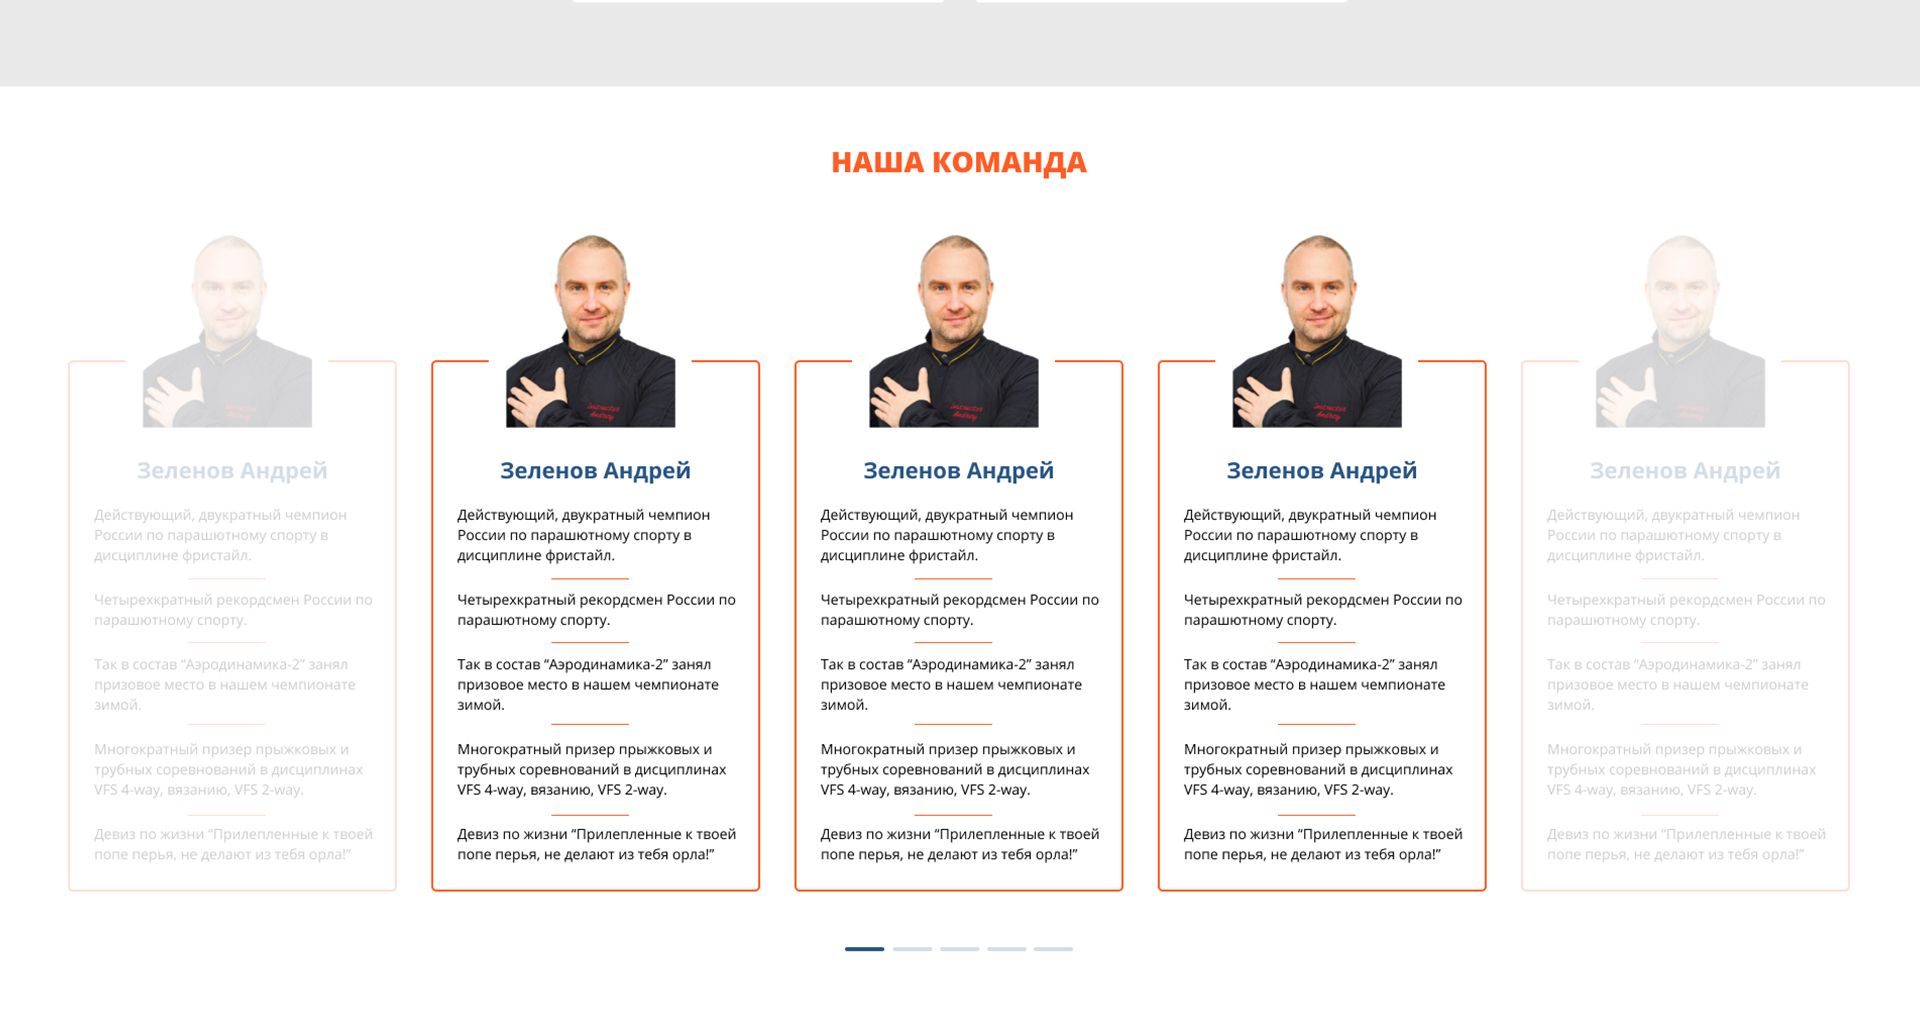 НАША КОМАНДА
Зеленов Андрей
Действующий, двукратный чемпион
России по парашютному спорту в
дисциплине фристайл.
Четырехкратный рекордсмен России по
парашютному спорту.
Так в состав “Аэродинамика-2” занял
призовое место в нашем чемпионате
зимой.
Многократный призер прыжковых и
трубных соревнований в дисциплинах
VFS 4-way, вязанию, VFS 2-way.
Девиз по жизни “Прилепленные к твоей
попе перья, не делают из тебя орла!”
Instructor
Andrey
Зеленов Андрей
Действующий, двукратный чемпион
России по парашютному спорту в
дисциплине фристайл.
Четырехкратный рекордсмен России по
парашютному спорту.
Так в состав “Аэродинамика-2” занял
призовое место в нашем чемпионате
зимой.
Многократный призер прыжковых и
трубных соревнований в дисциплинах
VFS 4-way, вязанию, VFS 2-way.
Девиз по жизни “Прилепленные к твоей
попе перья, не делают из тебя орла!”
Instructor
Andrey
Зеленов Андрей
Действующий, двукратный чемпион
России по парашютному спорту в
дисциплине фристайл.
Четырехкратный рекордсмен России по
парашютному спорту.
Так в состав “Аэродинамика-2” занял
призовое место в нашем чемпионате
зимой.
Многократный призер прыжковых и
трубных соревнований в дисциплинах
VFS 4-way, вязанию, VFS 2-way.
Девиз по жизни “Прилепленные к твоей
попе перья, не делают из тебя орла!”
Instructor
Andrey
Зеленов Андрей
Действующий, двукратный чемпион
России по парашютному спорту в
дисциплине фристайл.
Четырехкратный рекордсмен России по
парашютному спорту.
Так в состав “Аэродинамика-2” занял
призовое место в нашем чемпионате
зимой.
Многократный призер прыжковых и
трубных соревнований в дисциплинах
VFS 4-way, вязанию, VFS 2-way.
Девиз по жизни “Прилепленные к твоей
попе перья, не делают из тебя орла!”
Зеленов Андрей
Действующий, двукратный чемпион
России по парашютному спорту в
дисциплине фристайл.
Четырехкратный рекордсмен России по
парашютному спорту.
Так в состав “Аэродинамика-2” занял
призовое место в нашем чемпионате
зимой.
Многократный призер прыжковых и
трубных соревнований в дисциплинах
VFS 4-way, вязанию, VFS 2-way.
Девиз по жизни “Прилепленные к твоей
попе перья, не делают из тебя орла!”